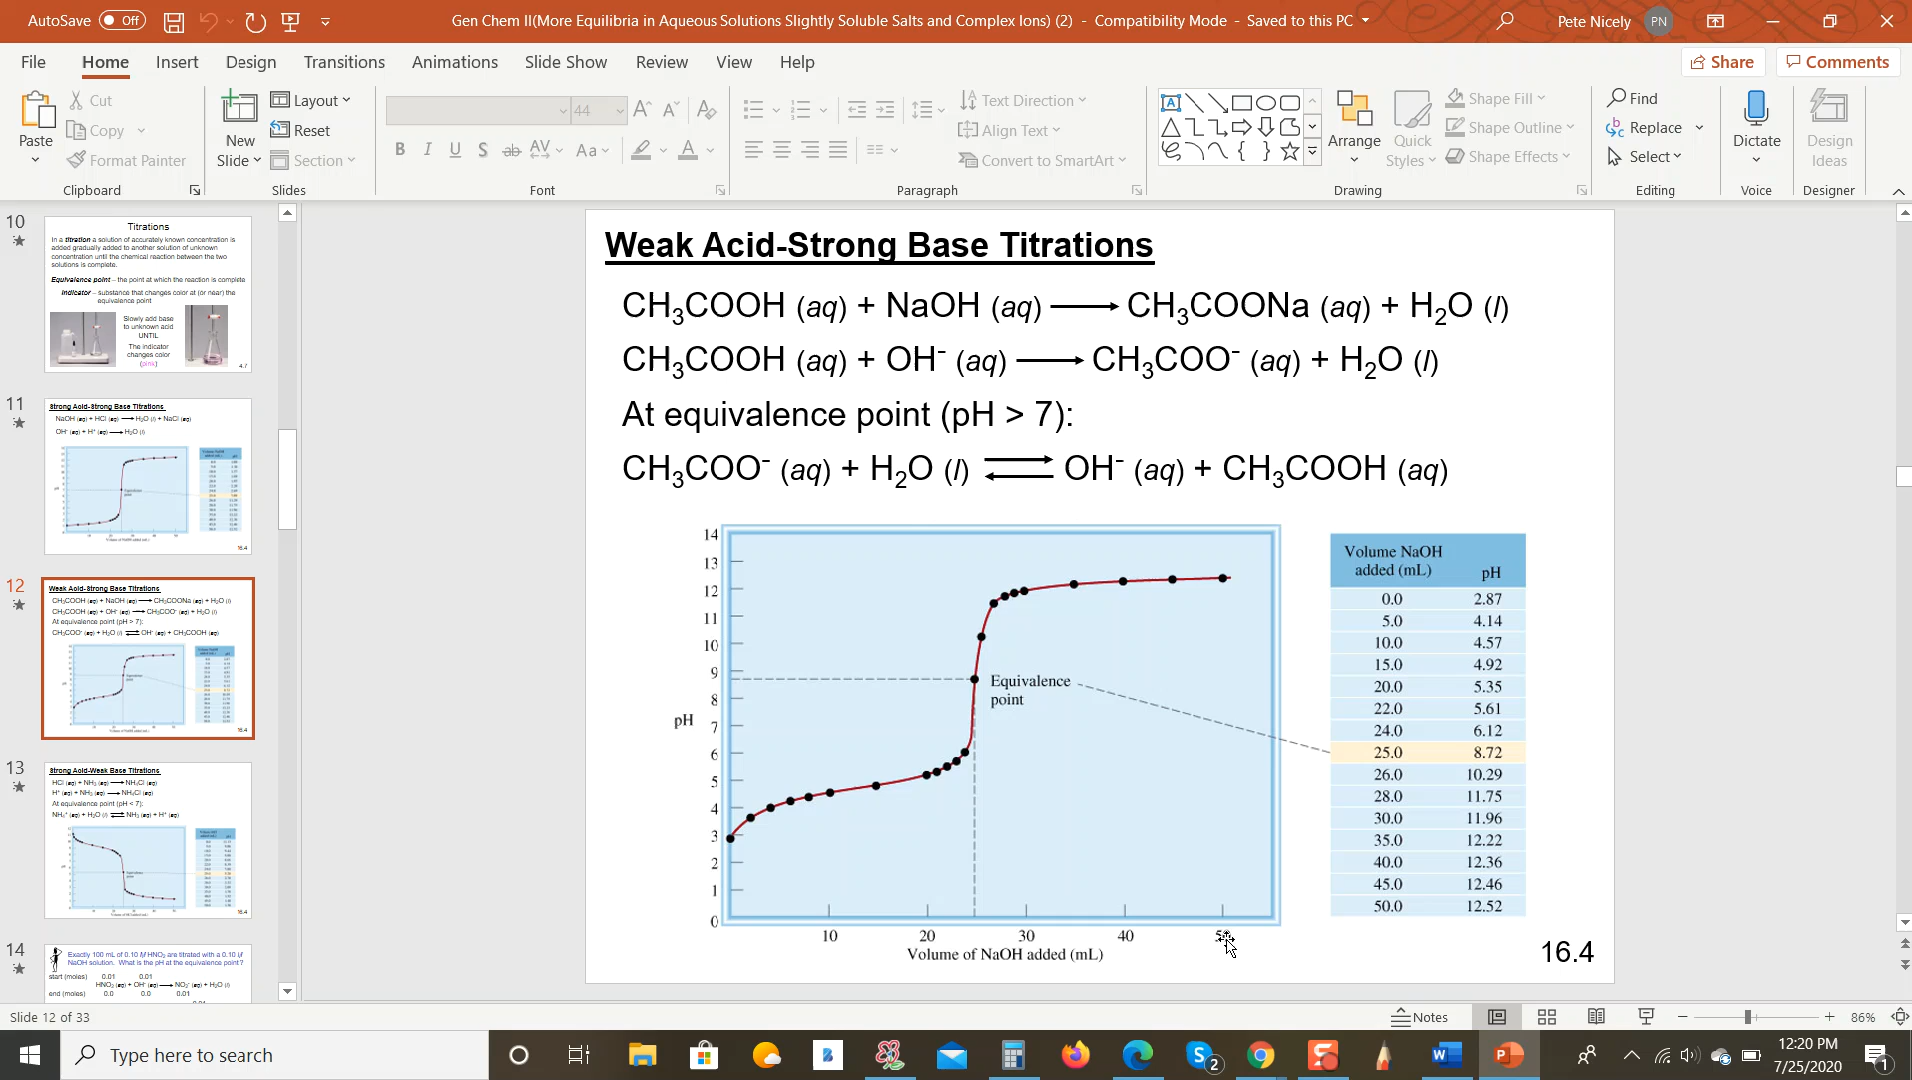 AutoSave Off
Gen Chem II(More Equilibria in Aqueous Solutions Slightly Soluble Salts and Complex Ions) (2) - Compatibility Mode - Saved to this PC
Pete Nicely PN
File Home Insert Design Transitions Animations Slide Show Review View Help
Share Comments
Paste
Cut
Copy
Format Painter
Clipboard
New Slide
Layout
Reset
Section
Slides
44
B I U S ab AV Aa A
Font
Text Direction
Align Text
Convert to SmartArt
Paragraph
Arrange
Quick Styles
Shape Fill
Shape Outline
Shape Effects
Drawing
Find
Replace
Select
Editing
Dictate
Voice
Design Ideas
Designer
10
Titrations
In a titration a solution of accurately known concentration is
added gradually added to another solution of unknown
concentration until the chemical reaction between the two
solutions is complete.
Equivalence point – the point at which the reaction is complete
Indicator – substance that changes color at (or near) the
equivalence point
Slowly add base
to unknown acid
UNTIL
The indicator
changes color
(pink)
4.7
11
Strong Acid-Strong Base Titrations
NaOH (aq) + HCl (aq) ⟶ H2O (l) + NaCl (aq)
OH- (aq) + H+ (aq) ⟶ H2O (l)
16.4
12
Weak Acid-Strong Base Titrations
CH3COOH (aq) + NaOH (aq) ⟶ CH3COONa (aq) + H2O (l)
CH3COOH (aq) + OH- (aq) ⟶ CH3COO- (aq) + H2O (l)
At equivalence point (pH > 7):
CH3COO- (aq) + H2O (l) ⇌ OH- (aq) + CH3COOH (aq)
16.4
13
Strong Acid-Weak Base Titrations
HCl (aq) + NH3 (aq) ⟶ NH4Cl (aq)
H+ (aq) + NH3 (aq) ⟶ NH4Cl (aq)
At equivalence point (pH < 7):
NH4+ (aq) + H2O (l) ⇌ NH3 (aq) + H+ (aq)
16.4
14
Exactly 100 mL of 0.10 M HNO2 are titrated with a 0.10 M
NaOH solution. What is the pH at the equivalence point?
start (moles) 0.01 0.01
HNO2 (aq) + OH- (aq) ⟶ NO2- (aq) + H2O (l)
end (moles) 0.0 0.0 0.01
Weak Acid-Strong Base Titrations
CH₃COOH (aq) + NaOH (aq) ⟶ CH₃COONa (aq) + H₂O (l)
CH₃COOH (aq) + OH⁻ (aq) ⟶ CH₃COO⁻ (aq) + H₂O (l)
At equivalence point (pH > 7):
CH₃COO⁻ (aq) + H₂O (l) ⇌ OH⁻ (aq) + CH₃COOH (aq)
14
13
12
11
10
9
8
7
6
5
4
3
2
1
0
pH
Equivalence
point
10 20 30 40
Volume of NaOH added (mL)
Volume NaOH
added (mL) pH
0.0 2.87
5.0 4.14
10.0 4.57
15.0 4.92
20.0 5.35
22.0 5.61
24.0 6.12
25.0 8.72
26.0 10.29
28.0 11.75
30.0 11.96
35.0 12.22
40.0 12.36
45.0 12.46
50.0 12.52
16.4
Slide 12 of 33
Notes
86%
Type here to search
2
12:20 PM
7/25/2020
1